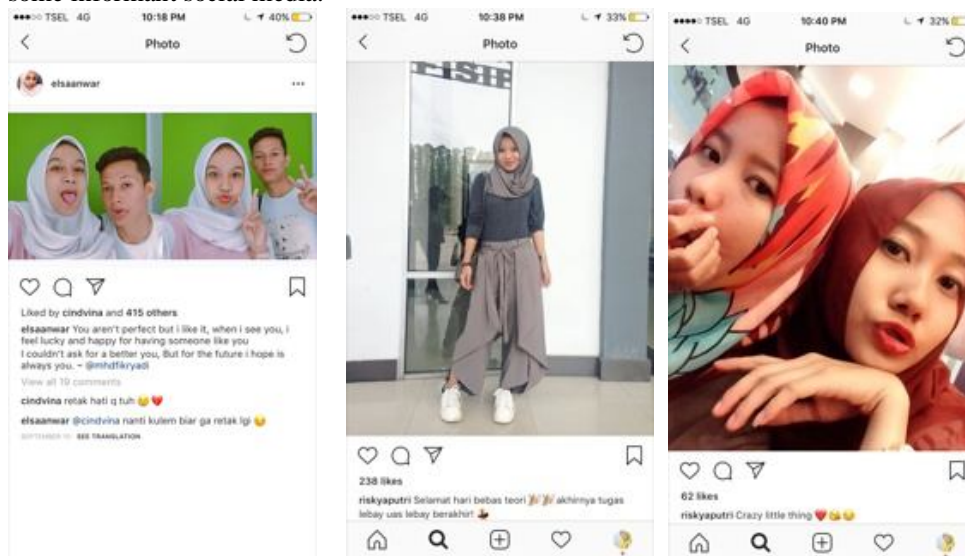 some informant social media.
TSEL 4G 10:18 PM 40%
Photo
elsaanwar
Liked by cindvina and 415 others
elsaanwar You aren't perfect but i like it, when i see you, i
feel lucky and happy for having someone like you
I couldn't ask for a better you, But for the future i hope is
always you. ~ @mhdfikryadi
View all 19 comments
cindvina retak hati q tuh
elsaanwar @cindvina nanti kulem biar ga retak lgi
SEPTEMBER 10 SEE TRANSLATION
TSEL 4G 10:38 PM 33%
Photo
FISIP
238 likes
riskyaputri Selamat hari bebas teori akhirnya tugas
lebay uas lebay berakhir!
TSEL 4G 10:40 PM 32%
Photo
62 likes
riskyaputri Crazy little thing